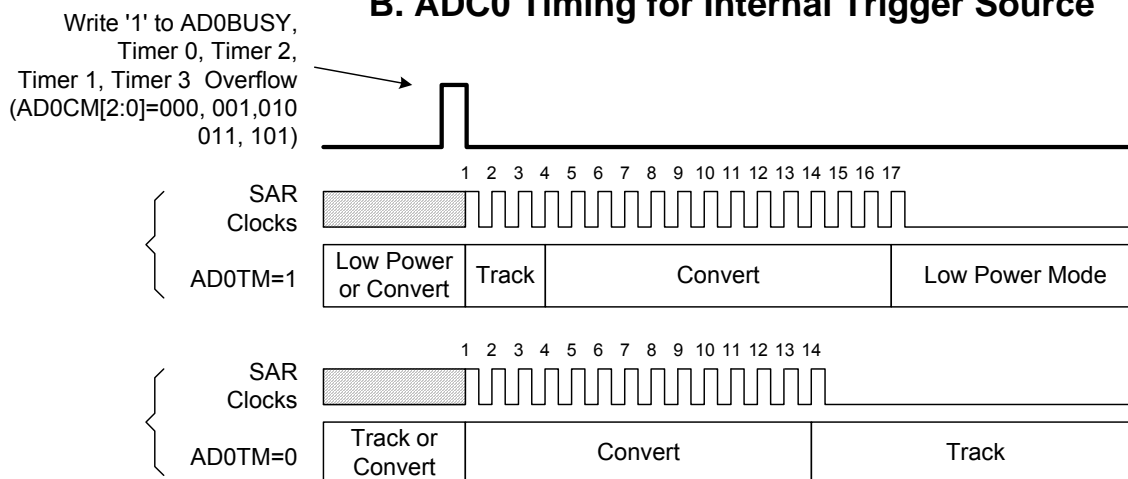 B. ADC0 Timing for Internal Trigger Source
Write '1' to AD0BUSY,
Timer 0, Timer 2,
Timer 1, Timer 3 Overflow
(AD0CM[2:0]=000, 001,010
011, 101)
1 2 3 4 5 6 7 8 9 10 11 12 13 14 15 16 17
SAR
Clocks
AD0TM=1
Low Power
or Convert
Track
Convert
Low Power Mode
1 2 3 4 5 6 7 8 9 10 11 12 13 14
SAR
Clocks
AD0TM=0
Track or
Convert
Convert
Track